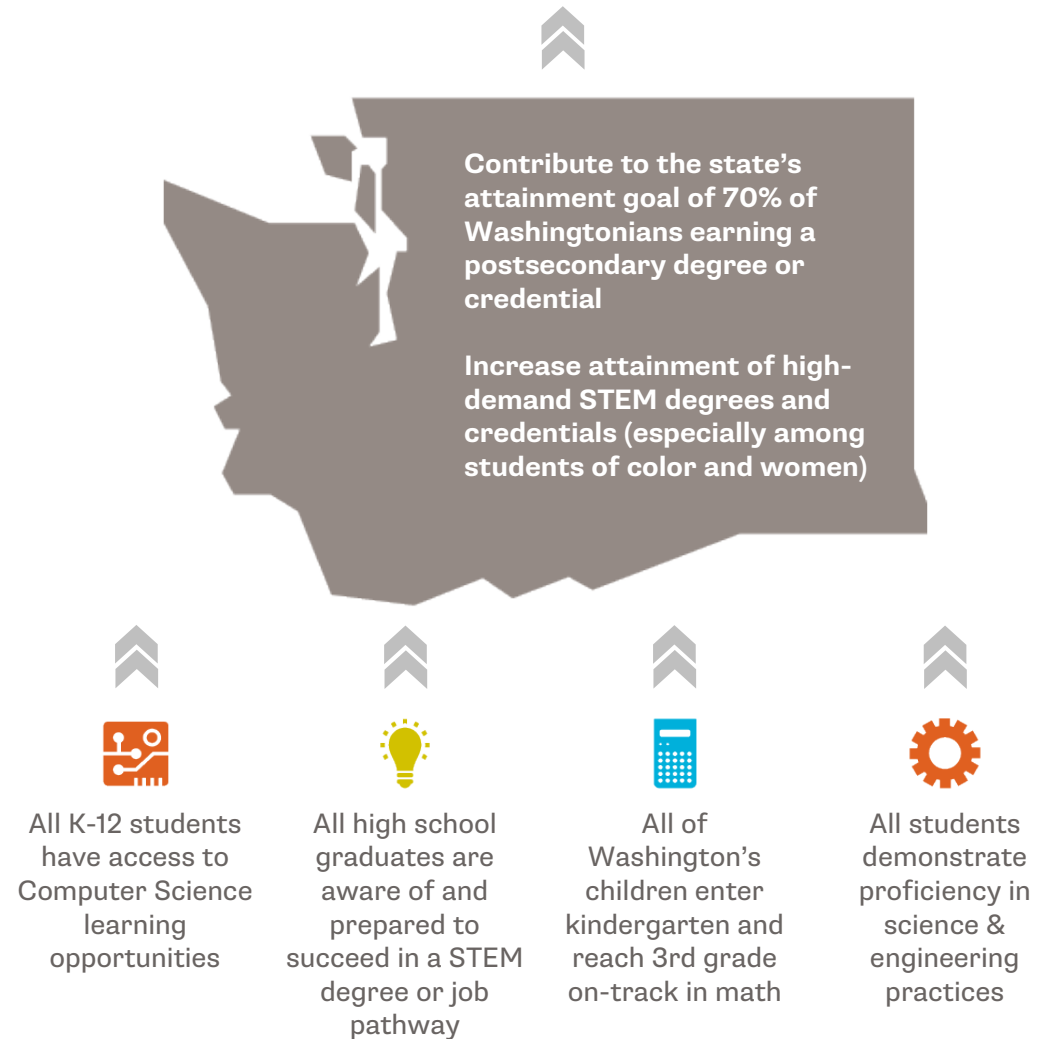 Contribute to the state’s
attainment goal of 70% of
Washingtonians earning a
postsecondary degree or
credential
Increase attainment of high-
demand STEM degrees and
credentials (especially among
students of color and women)
All K-12 students
have access to
Computer Science
learning
opportunities
All high school
graduates are
aware of and
prepared to
succeed in a STEM
degree or job
pathway
All of
Washington’s
children enter
kindergarten and
reach 3rd grade
on-track in math
All students
demonstrate
proficiency in
science &
engineering
practices